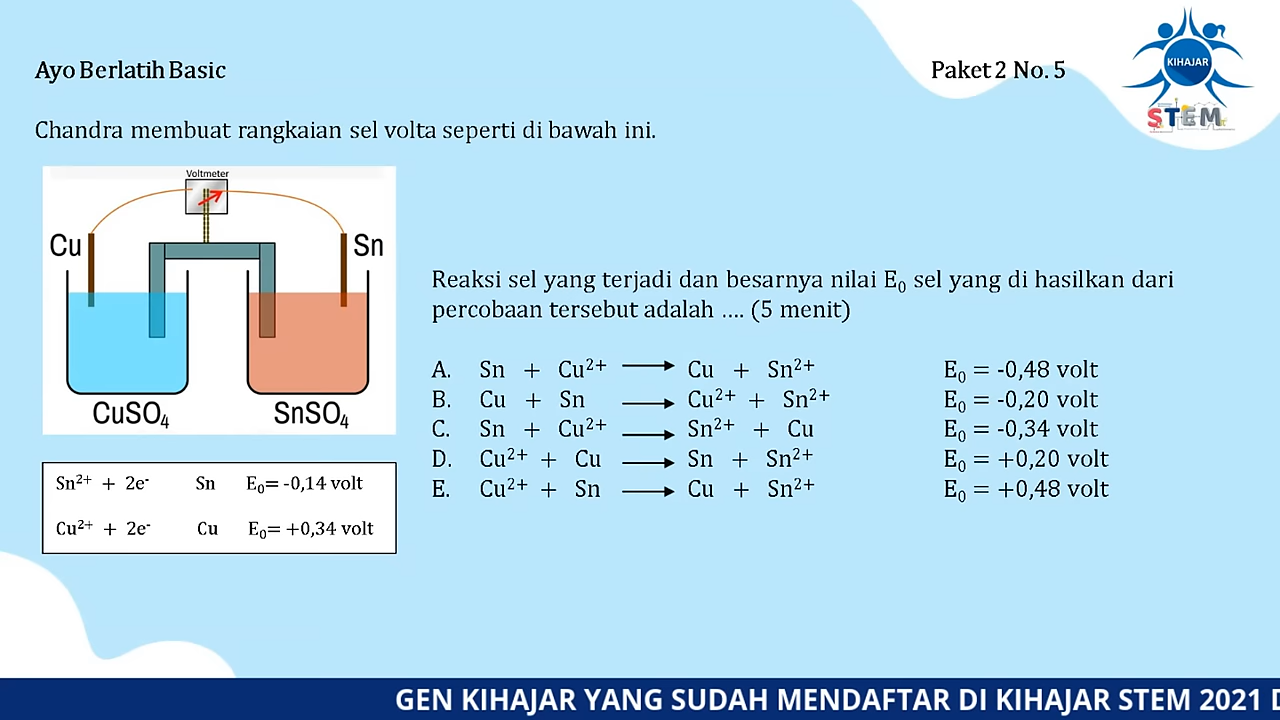 Ayo Berlatih Basic
Paket 2 No. 5
KIHAJAR
STEM
Chandra membuat rangkaian sel volta seperti di bawah ini.
Voltmeter
Cu
Sn
CuSO₄
SnSO₄
Sn²⁺ + 2e⁻ Sn E₀= -0,14 volt
Cu²⁺ + 2e⁻ Cu E₀= +0,34 volt
Reaksi sel yang terjadi dan besarnya nilai E₀ sel yang di hasilkan dari
percobaan tersebut adalah .... (5 menit)
A. Sn + Cu²⁺ ⟶ Cu + Sn²⁺ E₀ = -0,48 volt
B. Cu + Sn ⟶ Cu²⁺ + Sn²⁺ E₀ = -0,20 volt
C. Sn + Cu²⁺ ⟶ Sn²⁺ + Cu E₀ = -0,34 volt
D. Cu²⁺ + Cu ⟶ Sn + Sn²⁺ E₀ = +0,20 volt
E. Cu²⁺ + Sn ⟶ Cu + Sn²⁺ E₀ = +0,48 volt
GEN KIHAJAR YANG SUDAH MENDAFTAR DI KIHAJAR STEM 2021 D